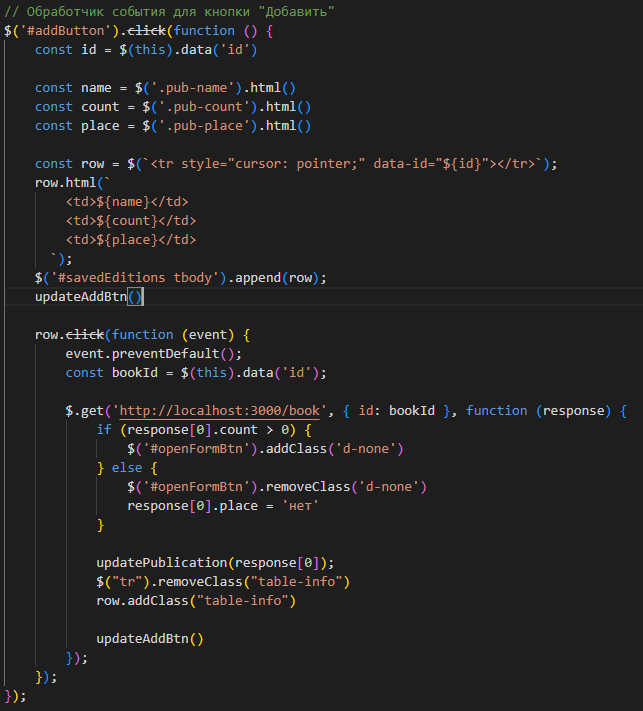 // Обработчик события для кнопки "Добавить"
$('#addButton').click(function () {
    const id = $(this).data('id')

    const name = $('.pub-name').html()
    const count = $('.pub-count').html()
    const place = $('.pub-place').html()

    const row = $(`<tr style="cursor: pointer;" data-id="${id}"></tr>`);
    row.html(`
        <td>${name}</td>
        <td>${count}</td>
        <td>${place}</td>
      `);
    $('#savedEditions tbody').append(row);
    updateAddBtn()

    row.click(function (event) {
        event.preventDefault();
        const bookId = $(this).data('id');

        $.get('http://localhost:3000/book', { id: bookId }, function (response) {
            if (response[0].count > 0) {
                $('#openFormBtn').addClass('d-none')
            } else {
                $('#openFormBtn').removeClass('d-none')
                response[0].place = 'нет'
            }

            updatePublication(response[0]);
            $("tr").removeClass("table-info")
            row.addClass("table-info")

            updateAddBtn()
        });
    });
});